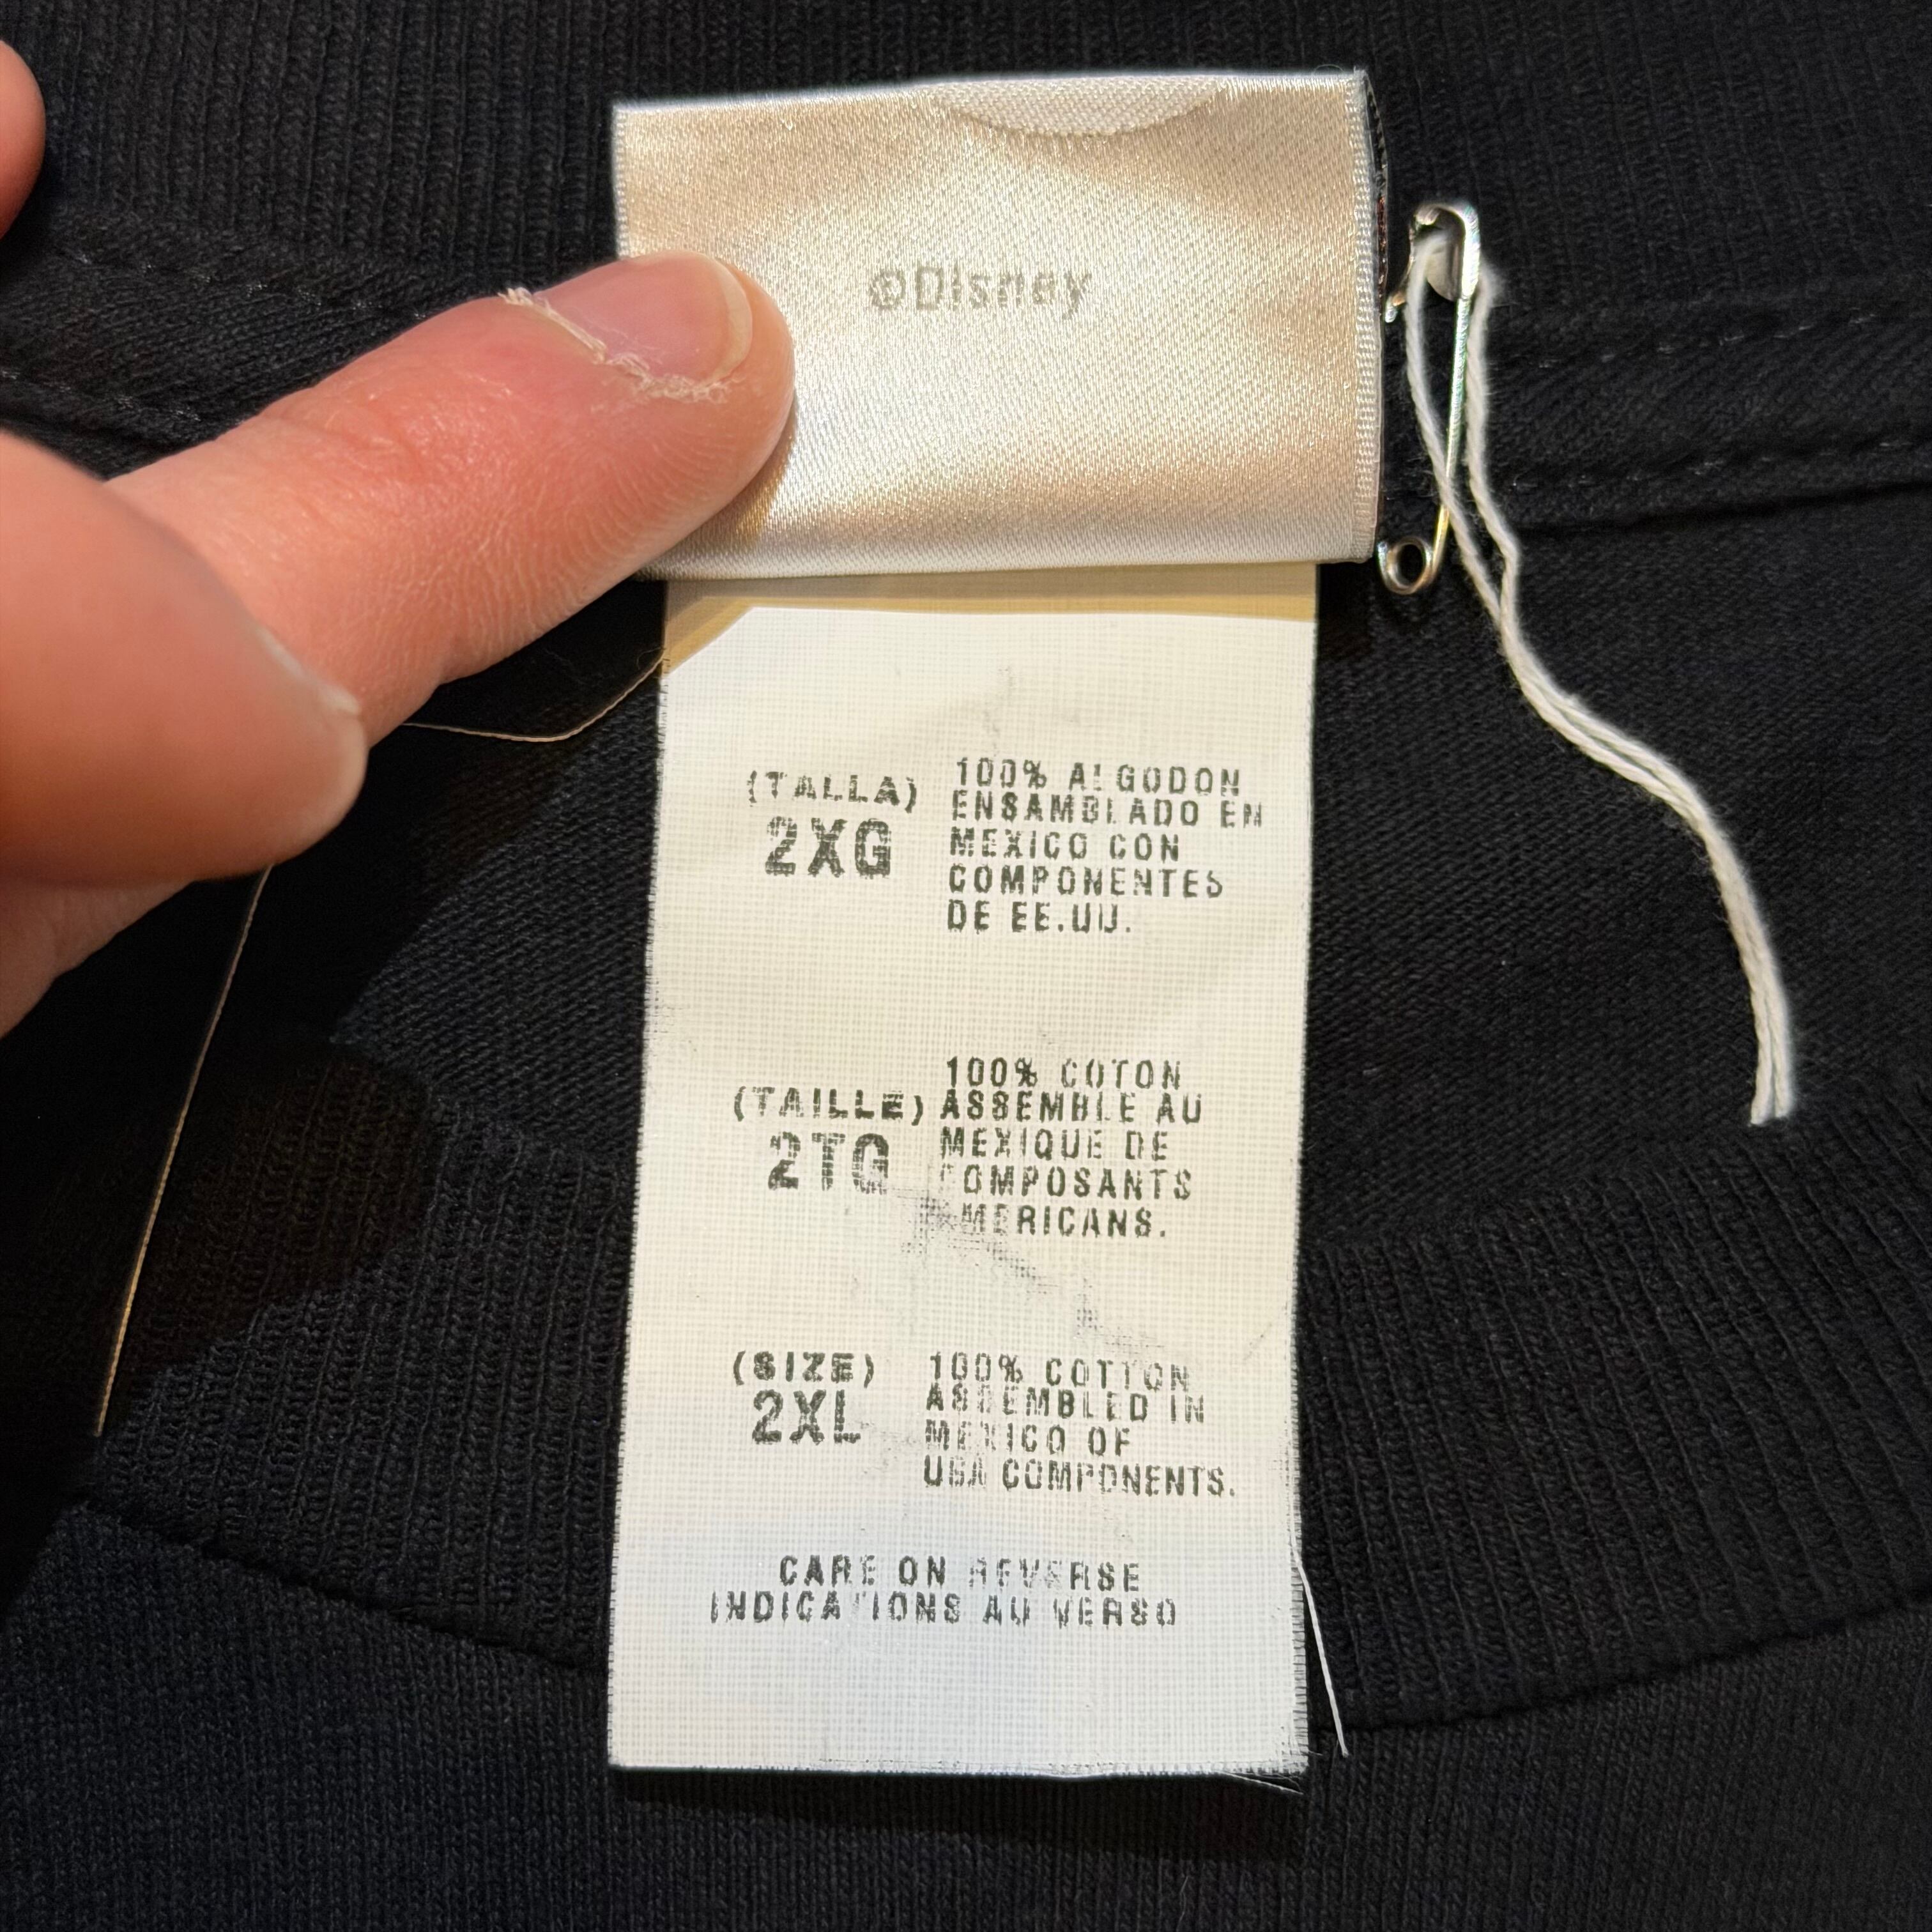 ©Disney
(TALLA)
2XG
100% ALGODON
ENSAMBLADO EN
MEXICO CON
COMPONENTES
DE EE.UU.
(TAILLE)
2TG
100% COTON
ASSEMBLE AU
MEXIQUE DE
COMPOSANTS
AMERICANS.
(SIZE)
2XL
100% COTTON
ASSEMBLED IN
MEXICO OF
USA COMPONENTS.
CARE ON REVERSE
INDICATIONS AU VERSO